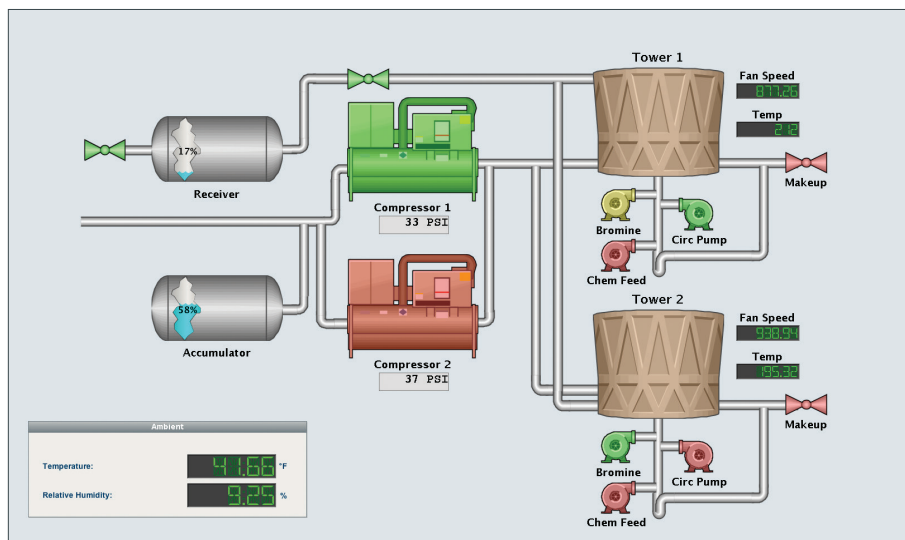 Tower 1
Fan Speed
877.26
Temp
212
17%
Receiver
Makeup
Compressor 1
33 PSI
Bromine
Circ Pump
Chem Feed
Tower 2
58%
Fan Speed
938.94
Accumulator
Temp
195.32
Compressor 2
37 PSI
Makeup
Ambient
Temperature:
41.66 °F
Bromine
Circ Pump
Relative Humidity:
9.25 %
Chem Feed